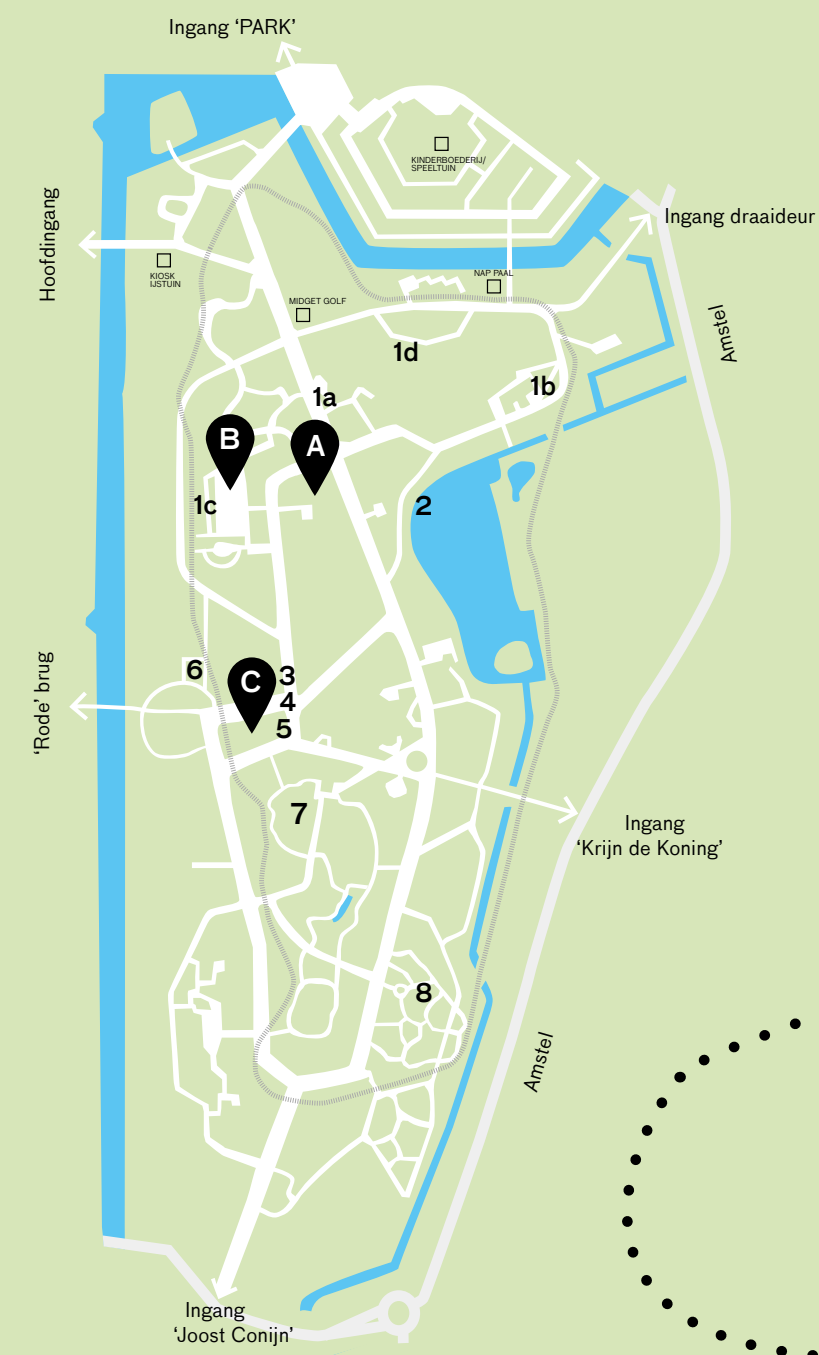 Ingang ‘PARK’
KINDERBOEDERIJ/
SPEELTUIN
Hoofdingang
Ingang draaideur
KIOSK
IJSTUIN
NAP PAAL
MIDGET GOLF
Amstel
1d
1b
1a
B
A
1c
2
6
C
3
4
5
‘Rode’ brug
7
Ingang
‘Krijn de Koning’
8
Amstel
Ingang
‘Joost Conijn’